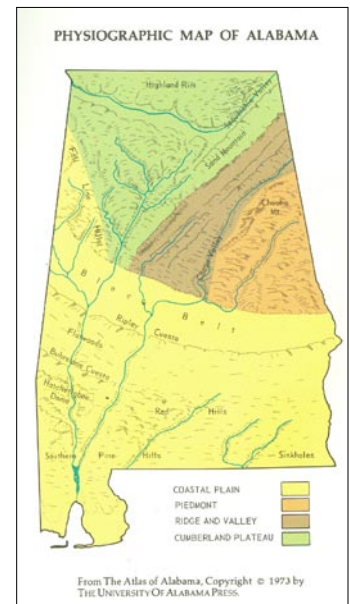 PHYSIOGRAPHIC MAP OF ALABAMA
Highland Rim
Sand Mountain
Fall
Line
Hills
Coosa Valley
Black
Belt
Ripley Cuesta
Flatwoods
Buhrstone Cuesta
Hatchetigbee
Dome
Red Hills
Southern Pine Hills
Sinkholes
COASTAL PLAIN
PIEDMONT
RIDGE AND VALLEY
CUMBERLAND PLATEAU
From The Atlas of Alabama, Copyright © 1973 by
THE UNIVERSITY OF ALABAMA PRESS.